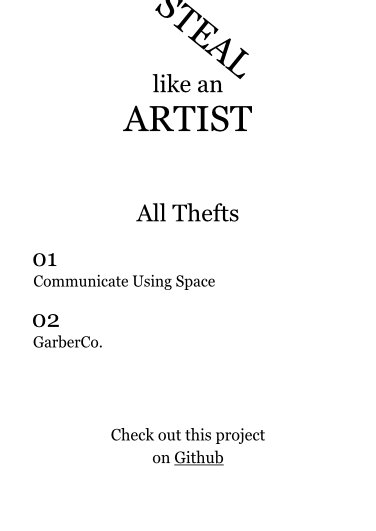 STEAL
like an
ARTIST
All Thefts
01
Communicate Using Space
02
GarberCo.
Check out this project
on Github